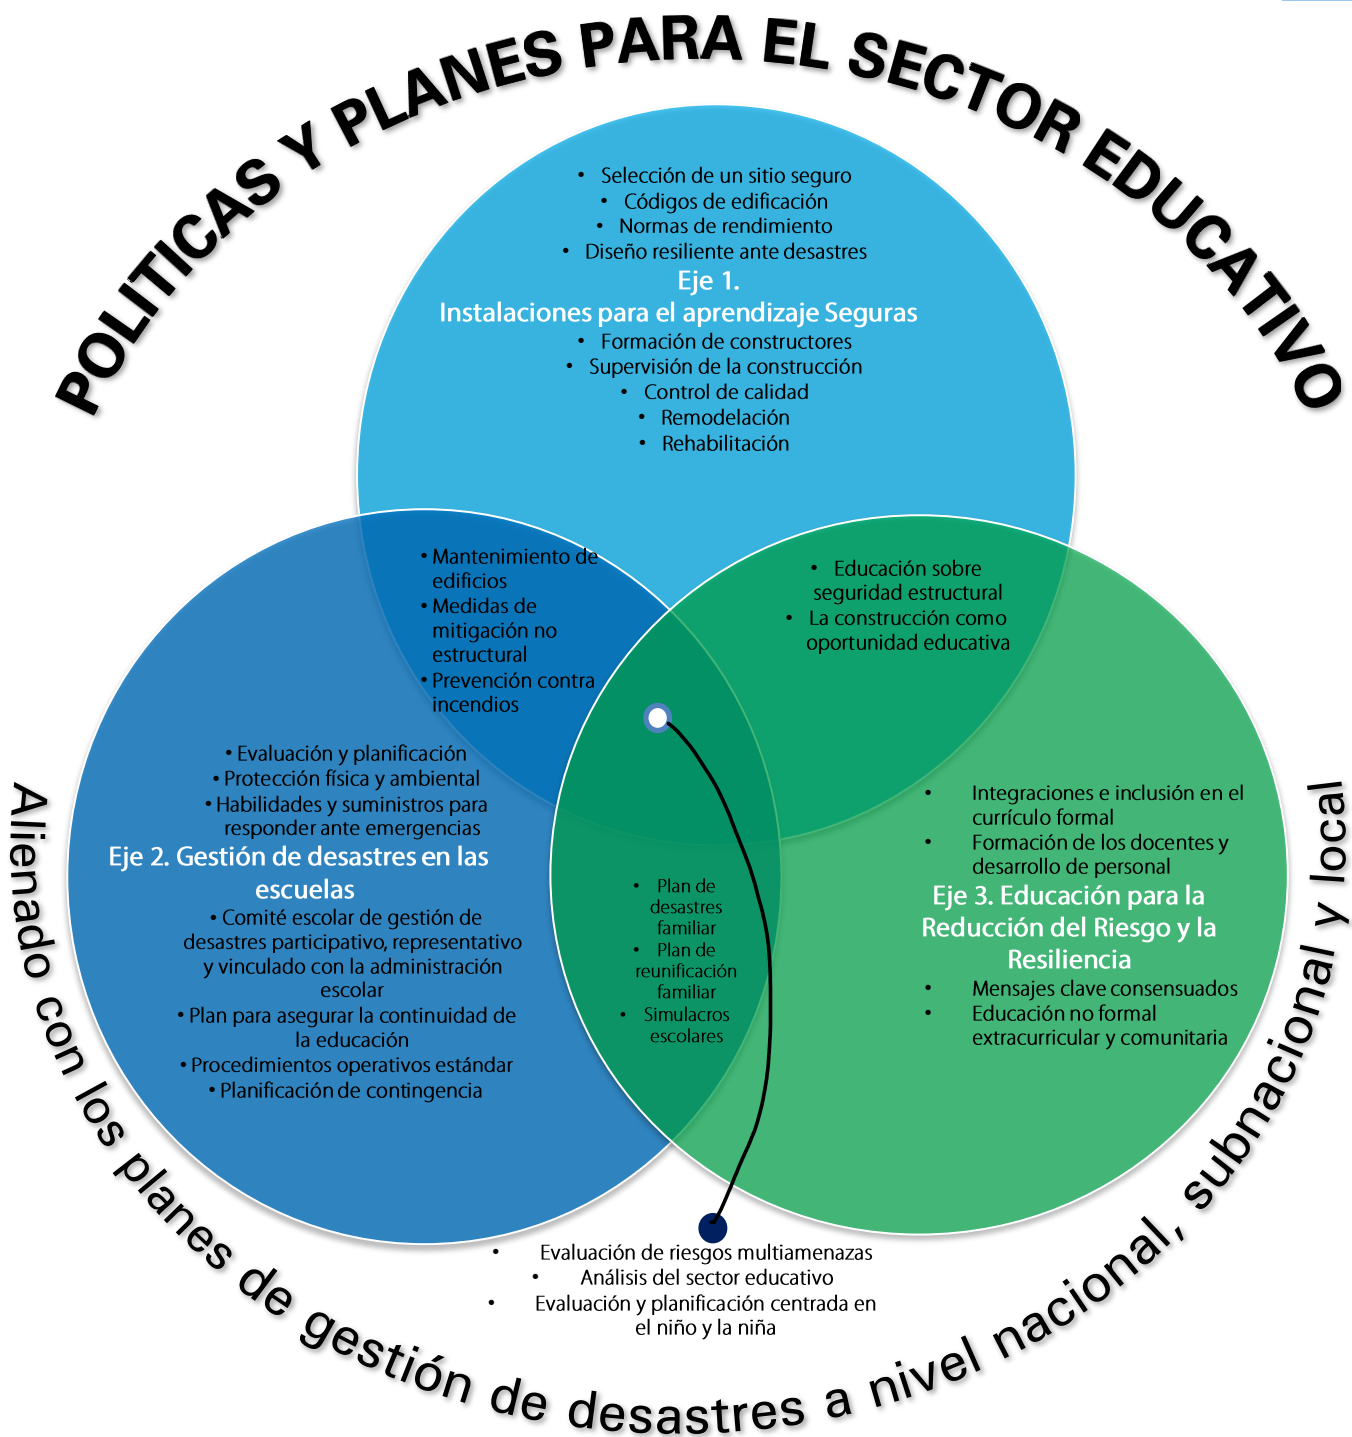 POLITICAS Y PLANES PARA EL SECTOR EDUCATIVO
• Selección de un sitio seguro
• Códigos de edificación
• Normas de rendimiento
• Diseño resiliente ante desastres
Eje 1.
Instalaciones para el aprendizaje Seguras
• Formación de constructores
• Supervisión de la construcción
• Control de calidad
• Remodelación
• Rehabilitación
• Mantenimiento de
edificios
• Medidas de
mitigación no
estructural
• Prevención contra
incendios
• Educación sobre
seguridad estructural
• La construcción como
oportunidad educativa
• Evaluación y planificación
• Protección física y ambiental
• Habilidades y suministros para
responder ante emergencias
Eje 2. Gestión de desastres en las
escuelas
• Comité escolar de gestión de
desastres participativo, representativo
y vinculado con la administración
escolar
• Plan para asegurar la continuidad de
la educación
• Procedimientos operativos estándar
• Planificación de contingencia
• Plan de
desastres
familiar
• Plan de
reunificación
familiar
• Simulacros
escolares
• Integraciones e inclusión en el
currículo formal
• Formación de los docentes y
desarrollo de personal
Eje 3. Educación para la
Reducción del Riesgo y la
Resiliencia
• Mensajes clave consensuados
• Educación no formal
extracurricular y comunitaria
• Evaluación de riesgos multiamenazas
• Análisis del sector educativo
• Evaluación y planificación centrada en
el niño y la niña
Alienado con los planes de gestión de desastres a nivel nacional, subnacional y local